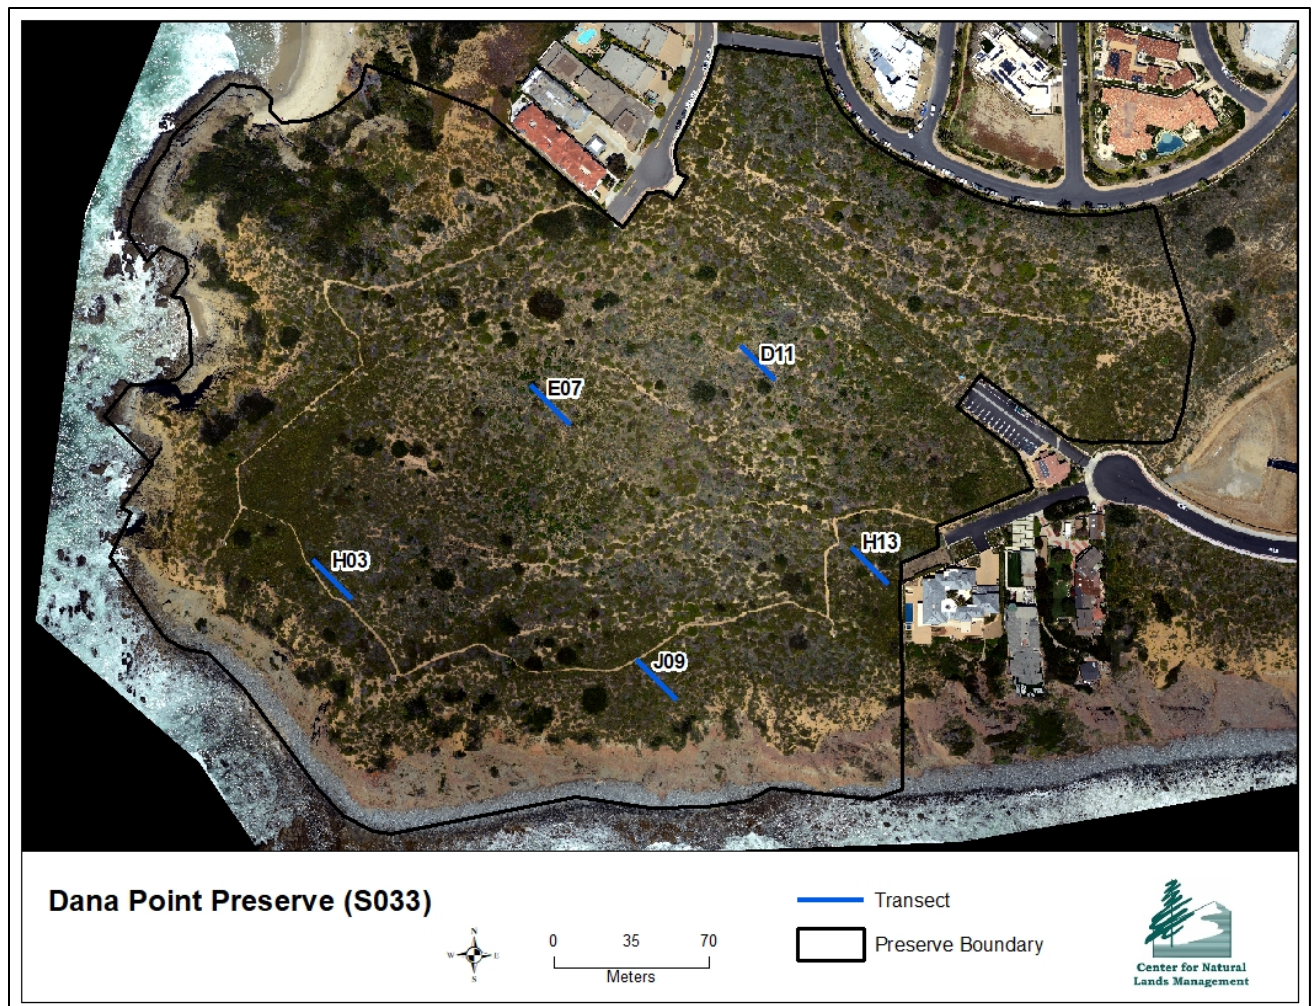 D11
E07
H03
H13
J09
Dana Point Preserve (S033)
N
W E
S
0 35 70
Meters
Transect
Preserve Boundary
Center for Natural
Lands Management